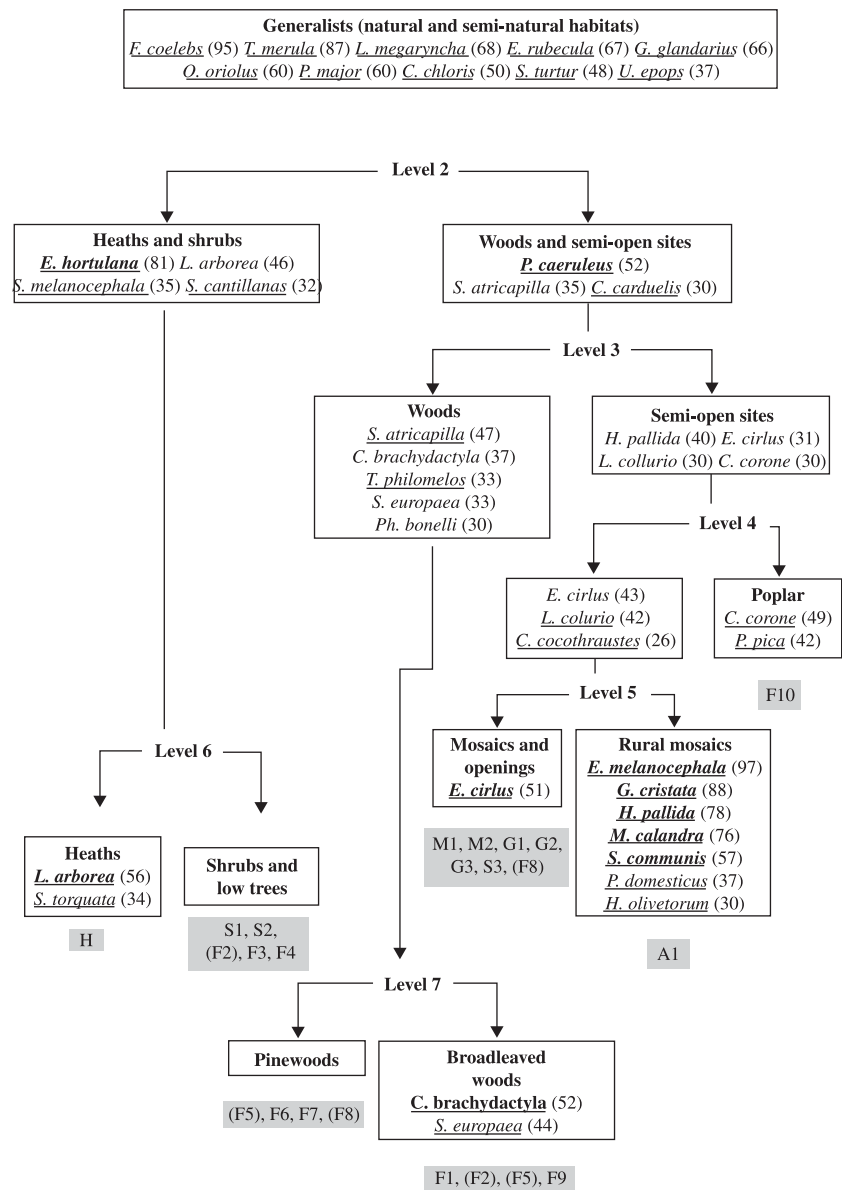 Generalists (natural and semi-natural habitats)
F. coelebs (95) T. merula (87) L. megaryncha (68) E. rubecula (67) G. glandarius (66)
O. oriolus (60) P. major (60) C. chloris (50) S. turtur (48) U. epops (37)
Level 2
Heaths and shrubs
E. hortulana (81) L. arborea (46)
S. melanocephala (35) S. cantillanas (32)
Woods and semi-open sites
P. caeruleus (52)
S. atricapilla (35) C. carduelis (30)
Level 3
Woods
S. atricapilla (47)
C. brachydactyla (37)
T. philomelos (33)
S. europaea (33)
Ph. bonelli (30)
Semi-open sites
H. pallida (40) E. cirlus (31)
L. collurio (30) C. corone (30)
Level 4
E. cirlus (43)
L. colurio (42)
C. cocothraustes (26)
Poplar
C. corone (49)
P. pica (42)
F10
Level 5
Mosaics and
openings
E. cirlus (51)
M1, M2, G1, G2,
G3, S3, (F8)
Rural mosaics
E. melanocephala (97)
G. cristata (88)
H. pallida (78)
M. calandra (76)
S. communis (57)
P. domesticus (37)
H. olivetorum (30)
A1
Level 6
Heaths
L. arborea (56)
S. torquata (34)
H
Shrubs and
low trees
S1, S2,
(F2), F3, F4
Level 7
Pinewoods
(F5), F6, F7, (F8)
Broadleaved
woods
C. brachydactyla (52)
S. europaea (44)
F1, (F2), (F5), F9